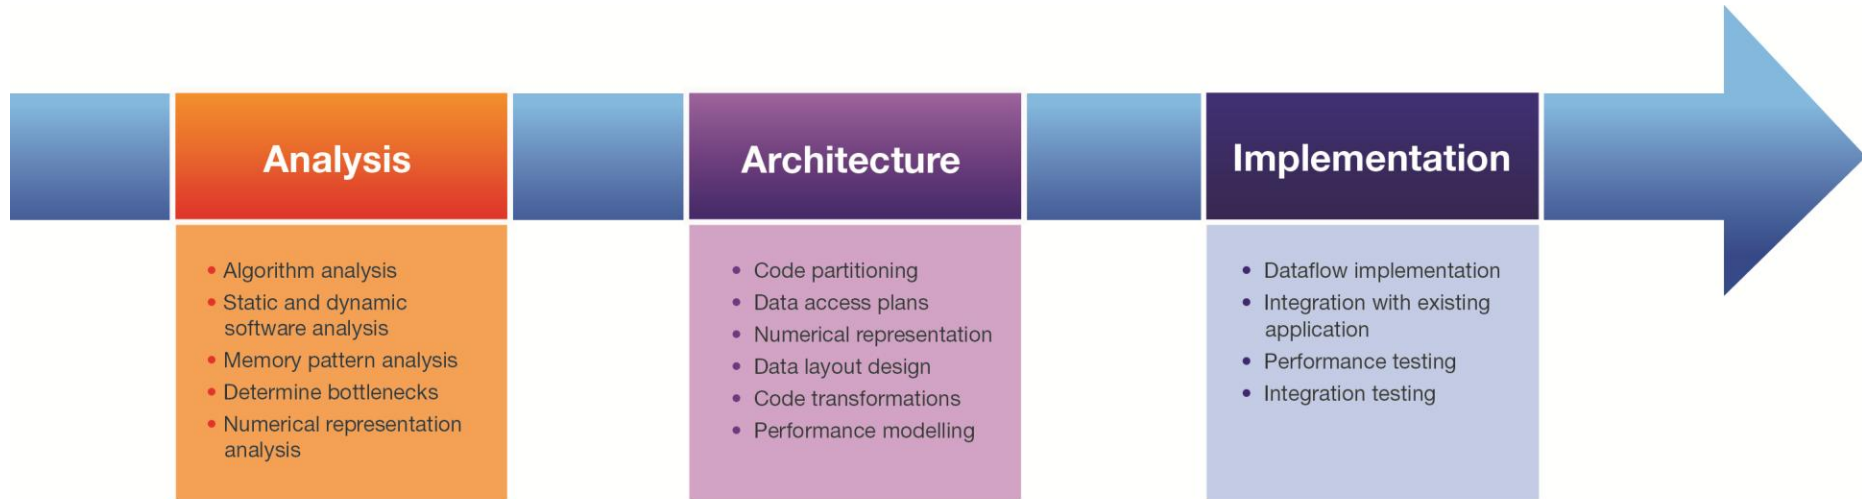 Analysis
• Algorithm analysis
• Static and dynamic
software analysis
• Memory pattern analysis
• Determine bottlenecks
• Numerical representation
analysis
Architecture
• Code partitioning
• Data access plans
• Numerical representation
• Data layout design
• Code transformations
• Performance modelling
Implementation
• Dataflow implementation
• Integration with existing
application
• Performance testing
• Integration testing